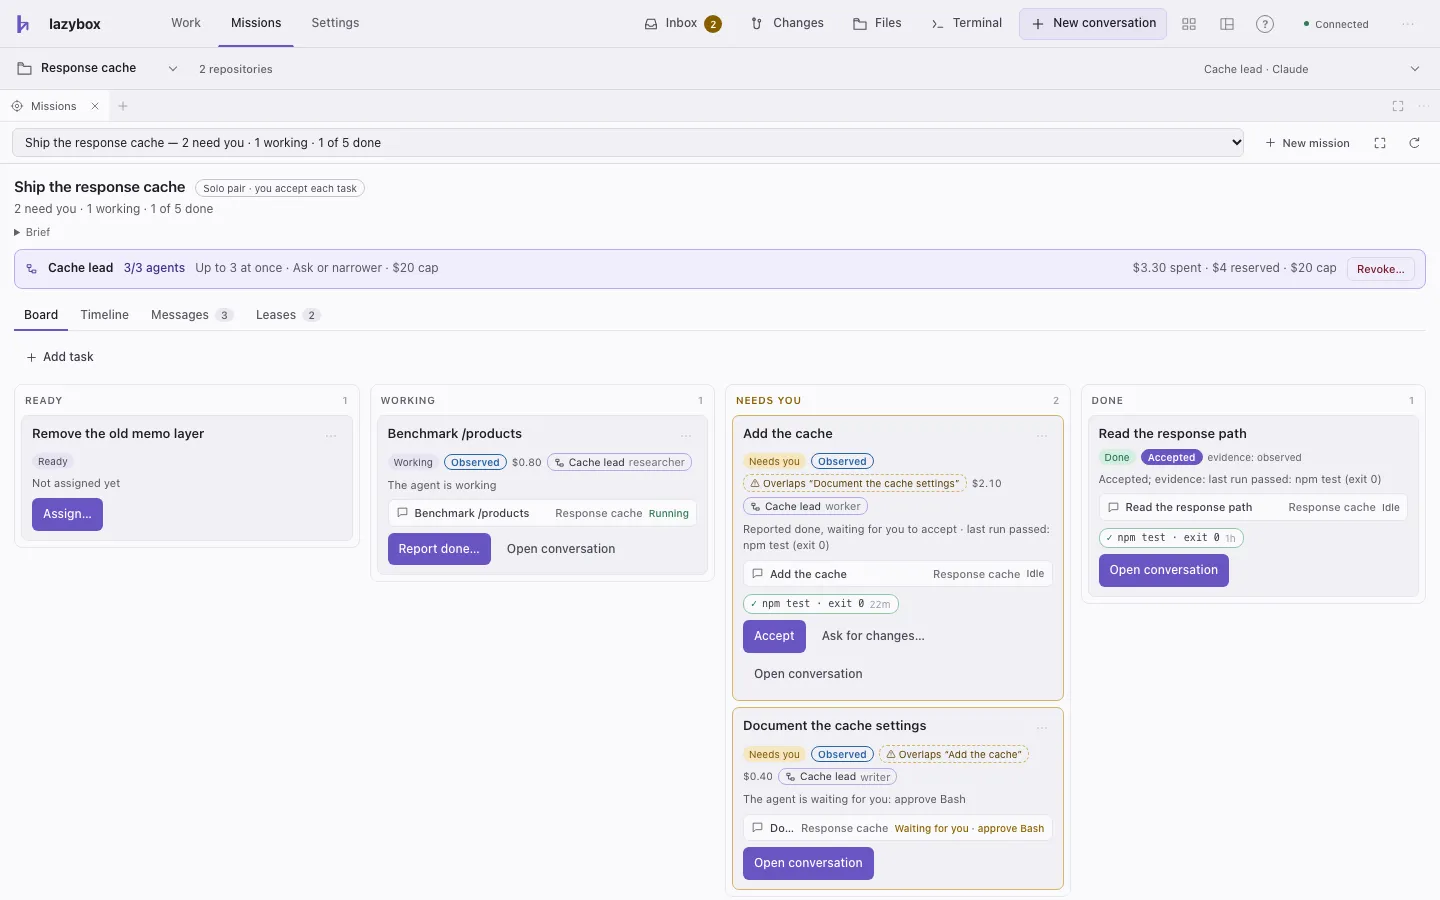 lazybox
Work
Missions
Settings
Inbox 2
Changes
Files
Terminal
New conversation
?
Connected
Response cache
2 repositories
Cache lead · Claude
Missions
Ship the response cache — 2 need you · 1 working · 1 of 5 done
New mission
Ship the response cache
Solo pair · you accept each task
2 need you · 1 working · 1 of 5 done
Brief
Cache lead 3/3 agents Up to 3 at once · Ask or narrower · $20 cap
$3.30 spent · $4 reserved · $20 cap
Revoke...
Board
Timeline
Messages 3
Leases 2
Add task
READY 1
Remove the old memo layer
Ready
Not assigned yet
Assign...
WORKING 1
Benchmark /products
Working Observed $0.80 Cache lead researcher
The agent is working
Benchmark /products Response cache Running
Report done... Open conversation
NEEDS YOU 2
Add the cache
Needs you Observed
Overlaps “Document the cache settings” $2.10
Cache lead worker
Reported done, waiting for you to accept · last run passed:
npm test (exit 0)
Add the cache Response cache Idle
✓ npm test · exit 0 22m
Accept Ask for changes...
Open conversation
Document the cache settings
Needs you Observed Overlaps “Add the cache”
$0.40 Cache lead writer
The agent is waiting for you: approve Bash
Do... Response cache Waiting for you · approve Bash
Open conversation
DONE 1
Read the response path
Done Accepted evidence: observed
Accepted; evidence: last run passed: npm test (exit 0)
Read the response path Response cache Idle
✓ npm test · exit 0 1h
Open conversation